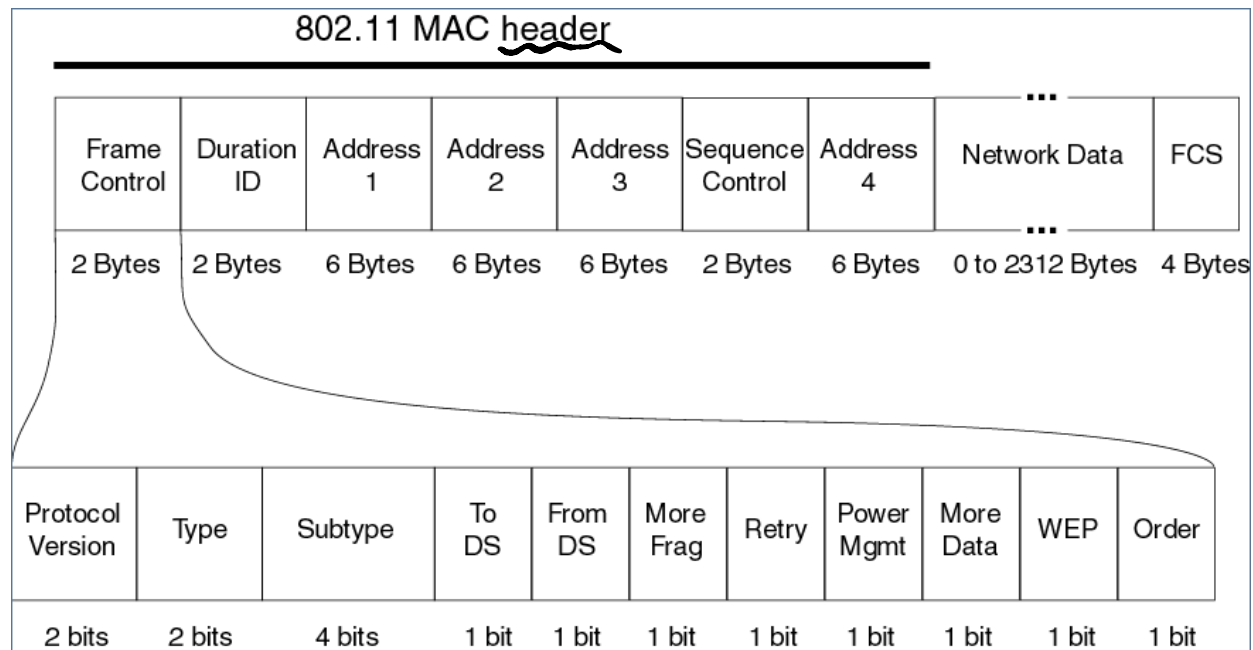 802.11 MAC header
Frame Control
Duration ID
Address 1
Address 2
Address 3
Sequence Control
Address 4
Network Data
FCS
2 Bytes
2 Bytes
6 Bytes
6 Bytes
6 Bytes
2 Bytes
6 Bytes
0 to 2312 Bytes
4 Bytes
Protocol Version
Type
Subtype
To DS
From DS
More Frag
Retry
Power Mgmt
More Data
WEP
Order
2 bits
2 bits
4 bits
1 bit
1 bit
1 bit
1 bit
1 bit
1 bit
1 bit
1 bit